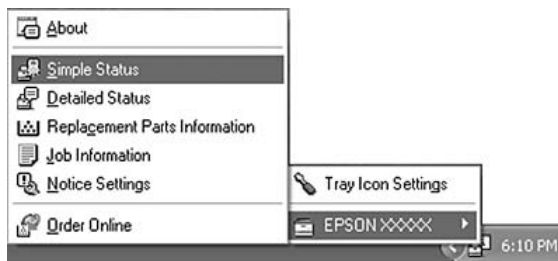 About
Simple Status
Detailed Status
Replacement Parts Information
Job Information
Notice Settings
Order Online
Tray Icon Settings
EPSON XXXXX
6:10 PM